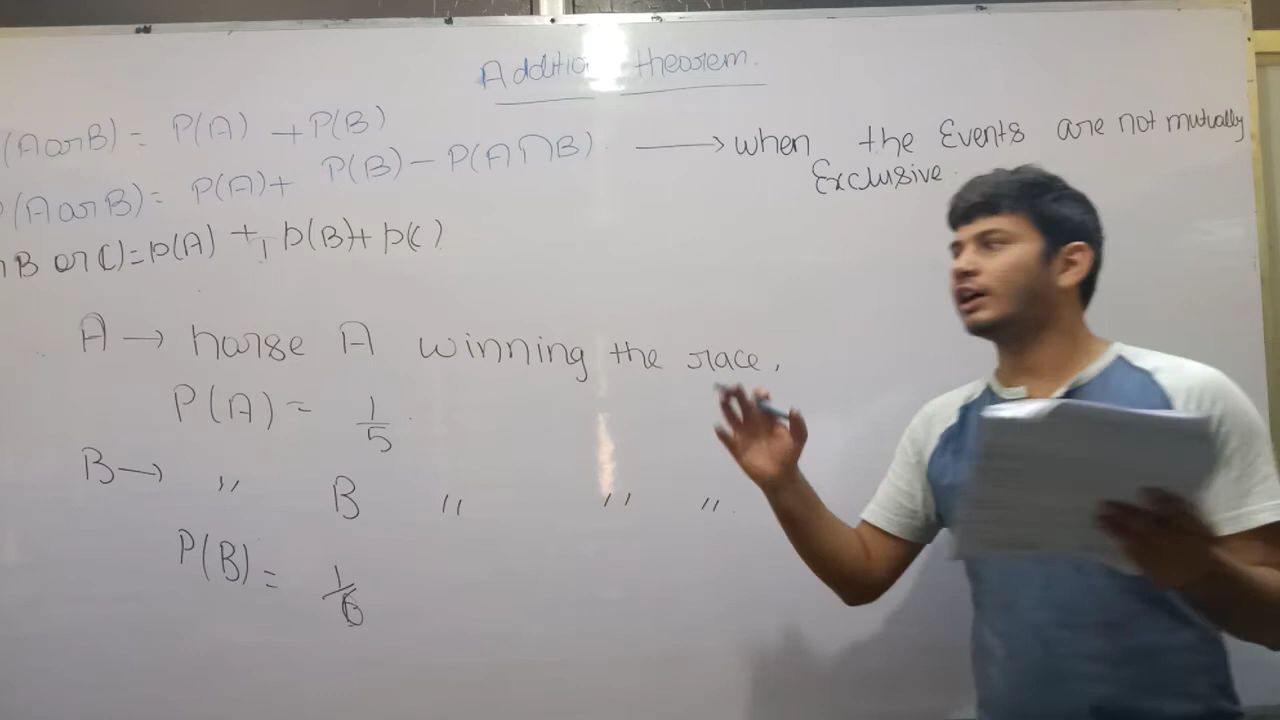 Addition theorem.
(A or B) = P(A) + P(B)
P(A or B) = P(A) + P(B) - P(A∩B) → when the Events are not mutually
Exclusive.
B or C) = p(A) + p(B) + p(C)
A → horse A winning the race.
P(A) = 1/5
B → ,, B ,, ,, ,,.
P(B) = 1/6